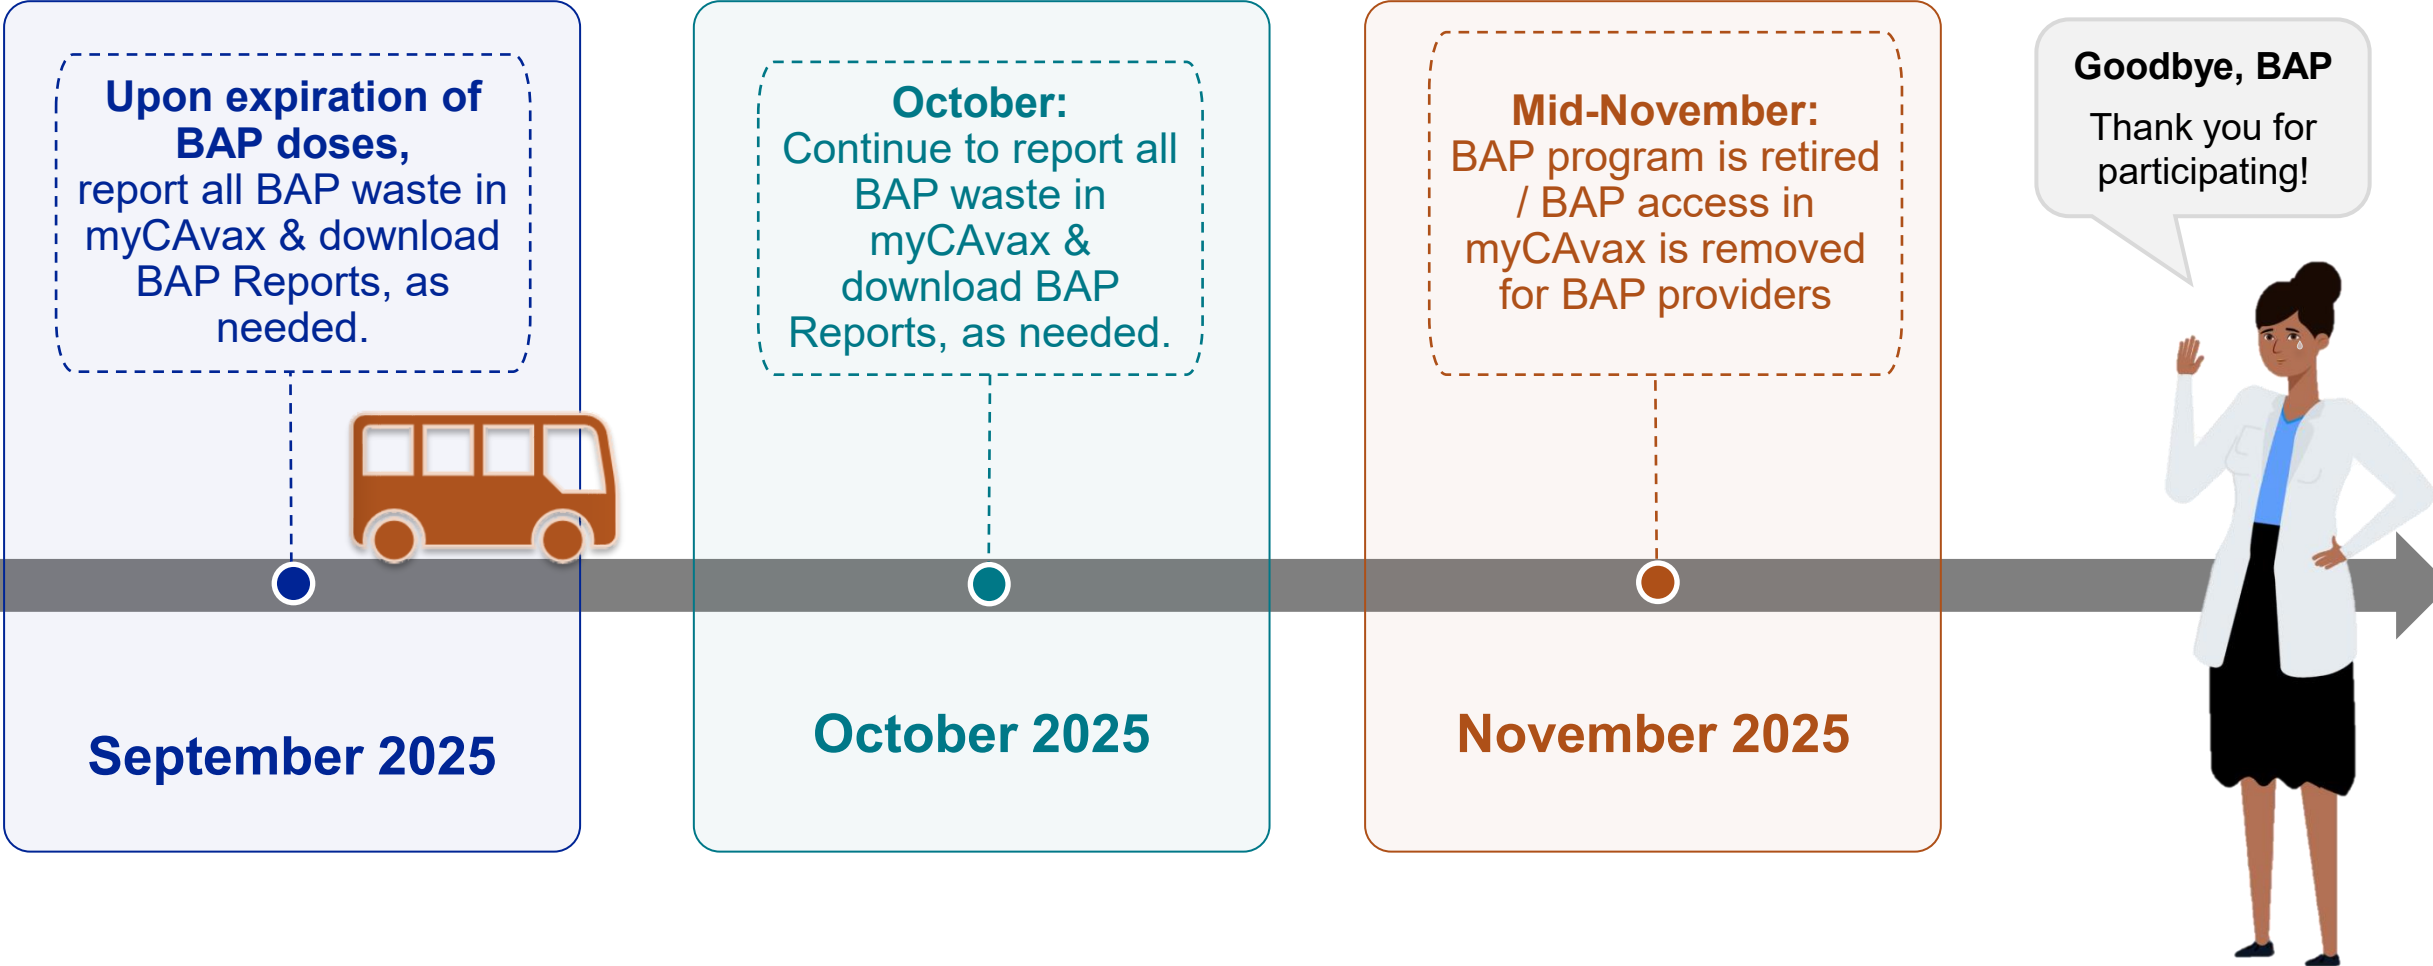 Upon expiration of
BAP doses,
report all BAP waste in
myCAvax & download
BAP Reports, as
needed.
September 2025
October:
Continue to report all
BAP waste in
myCAvax &
download BAP
Reports, as needed.
October 2025
Mid-November:
BAP program is retired
/ BAP access in
myCAvax is removed
for BAP providers
November 2025
Goodbye, BAP
Thank you for
participating!